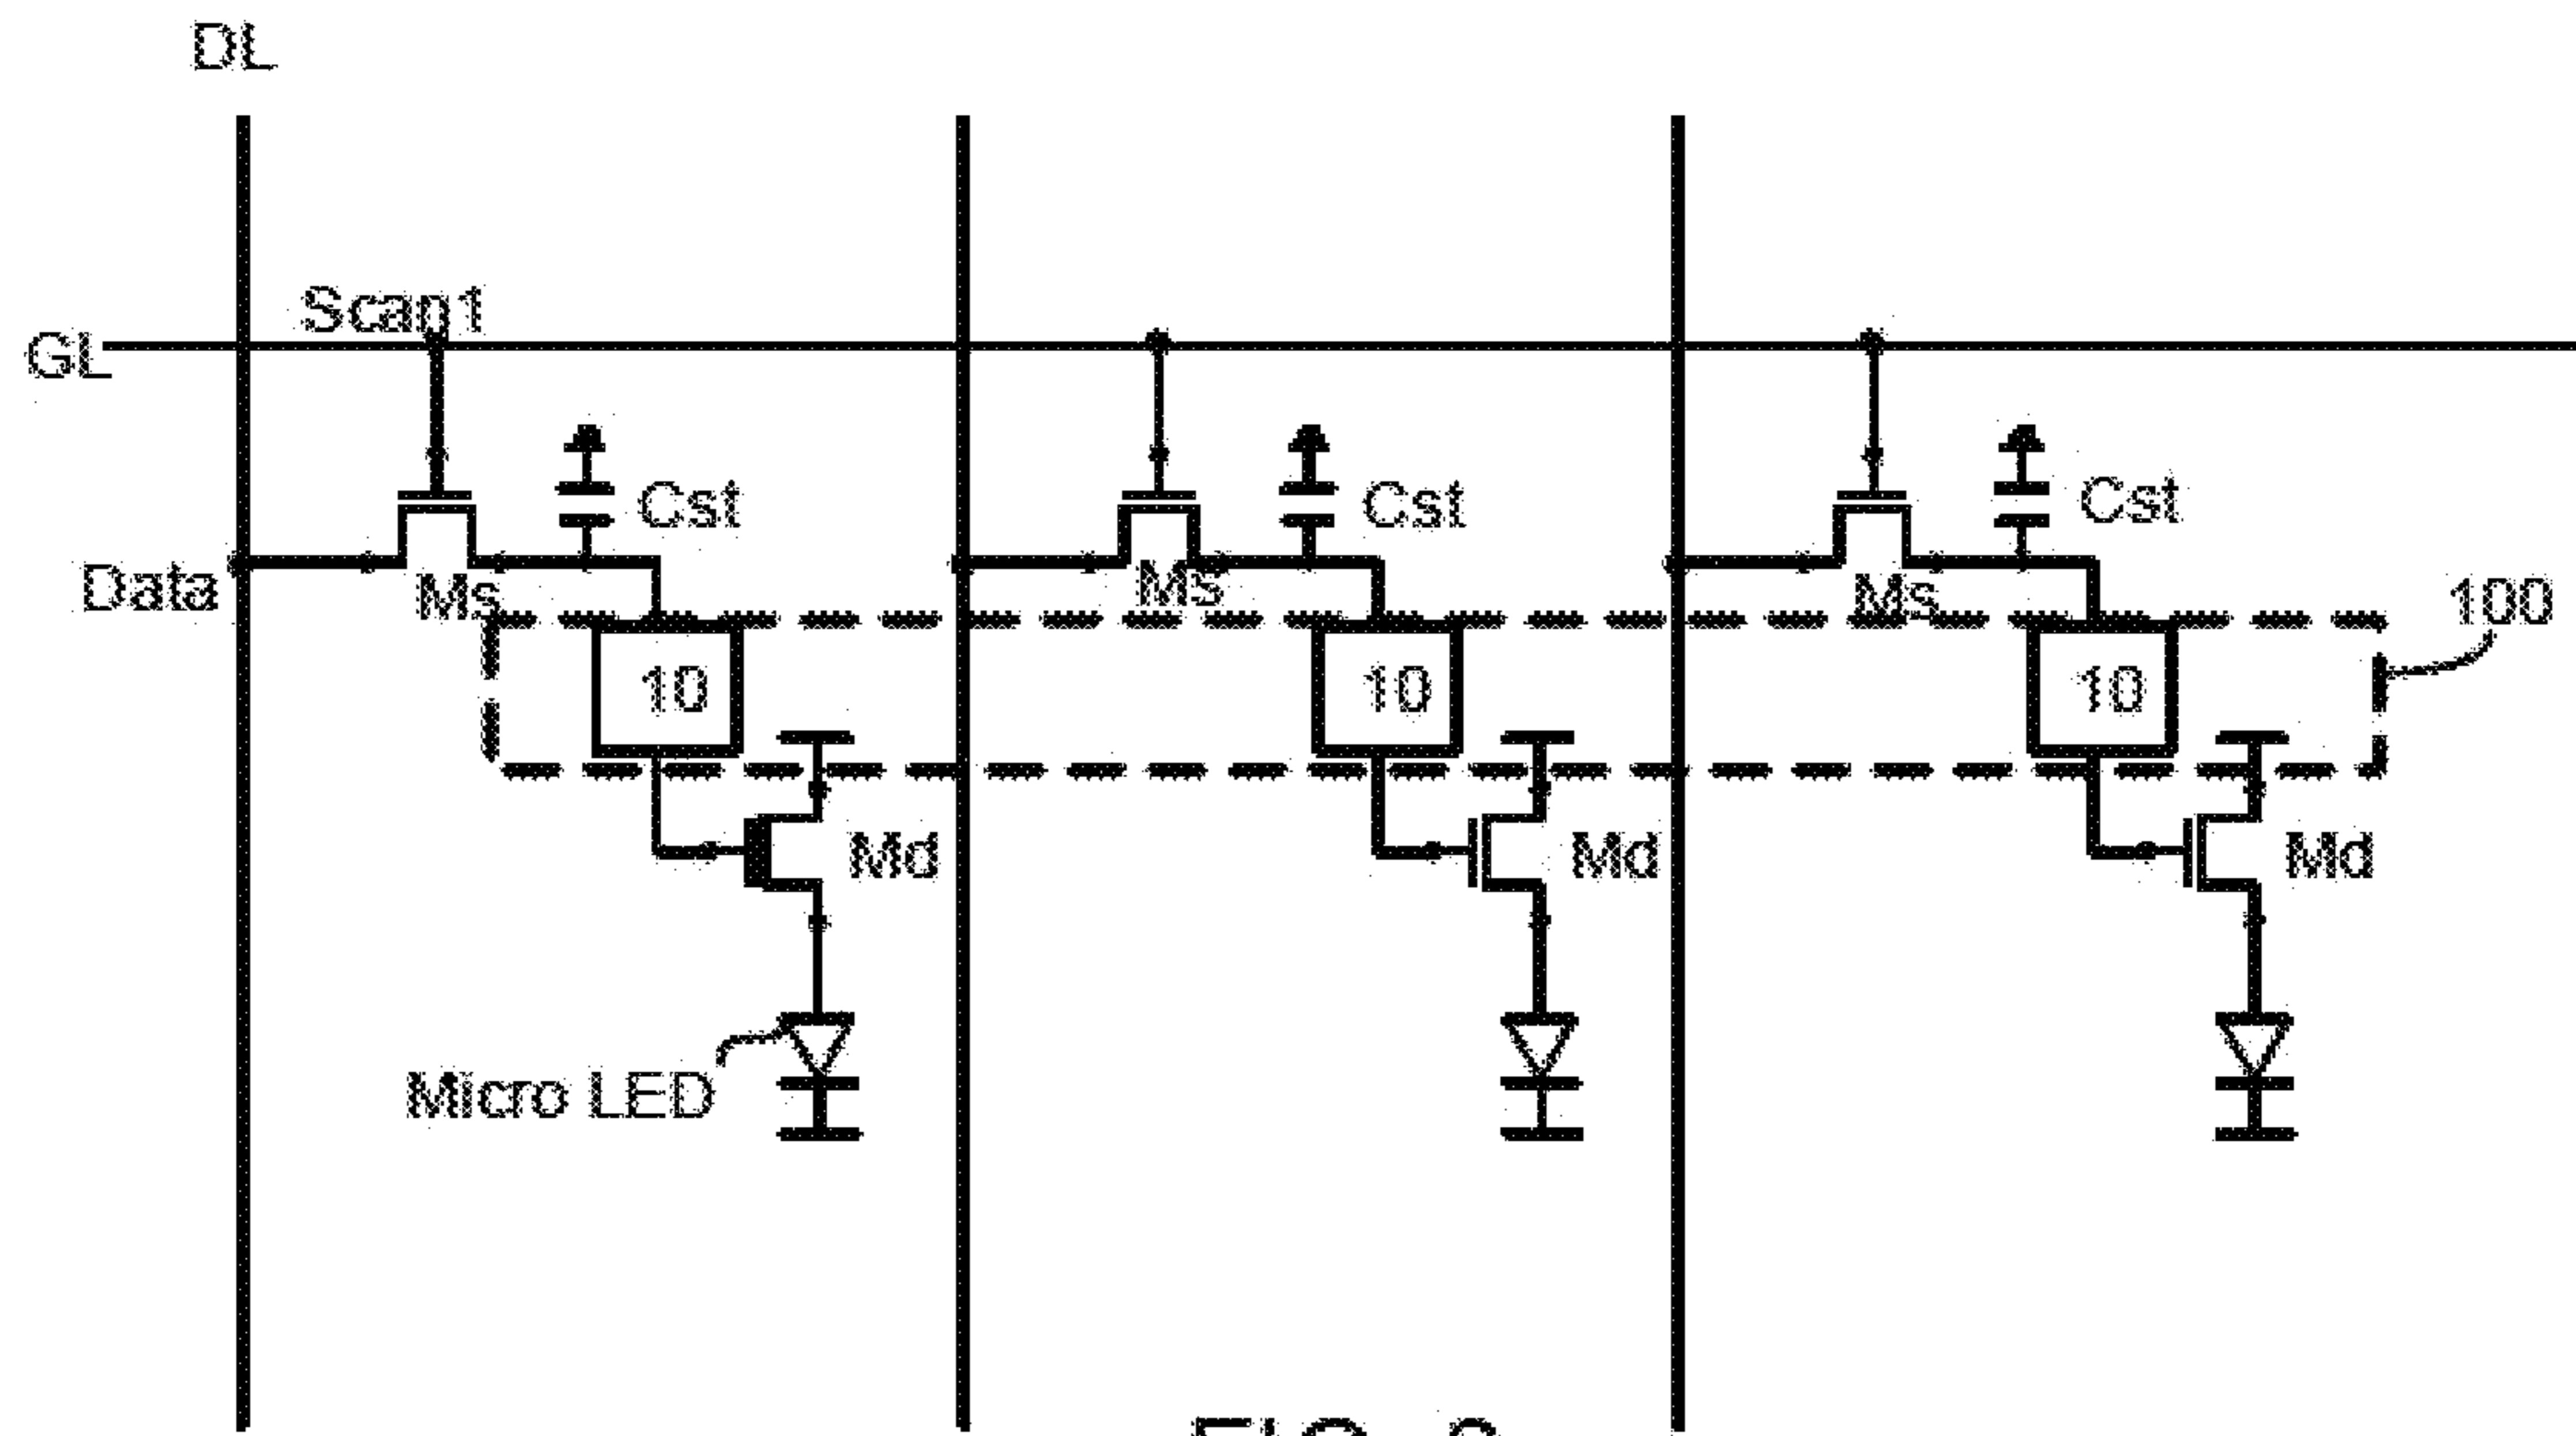 DL
Scan1
GL
Cst Cst Cst
Data Ms Ms Ms 100
10 10 10
Md Md Md
Micro LED